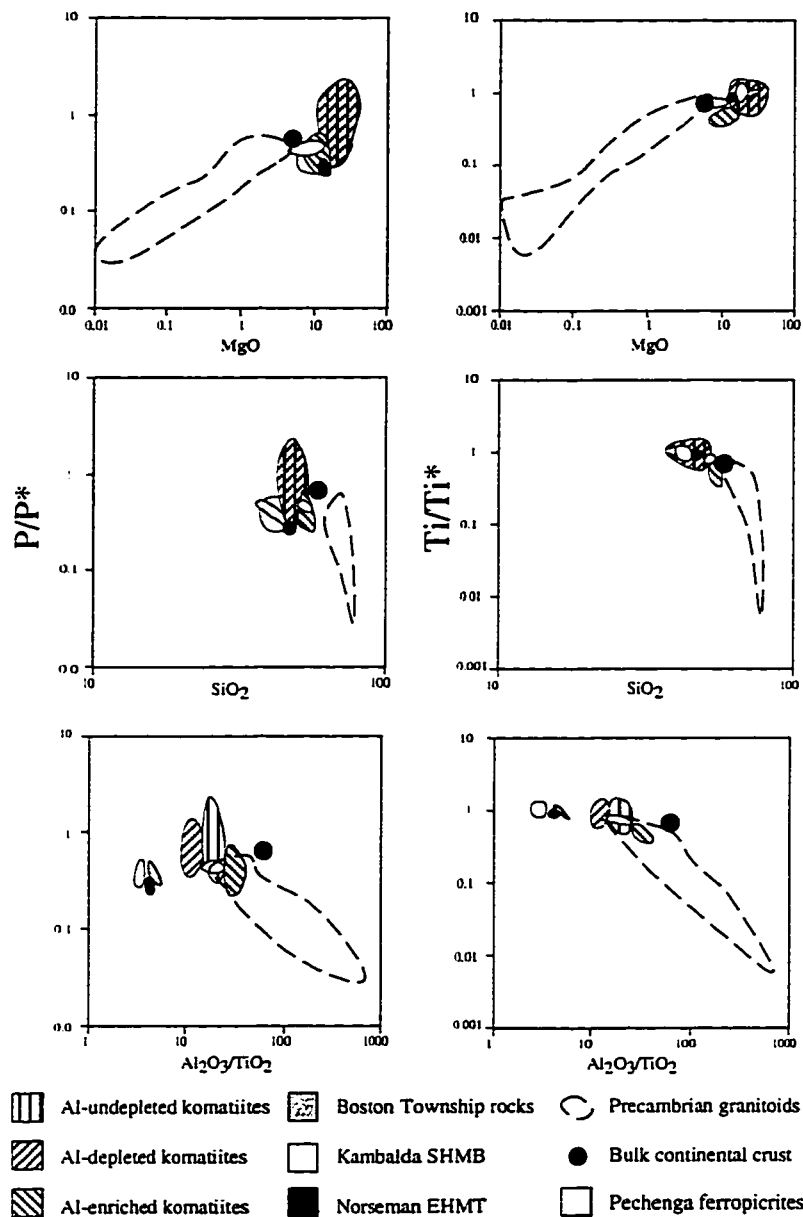 10
1
0.1
0.0
0.01 0.1 1 10 100
MgO
10
1
0.1
0.01
0.001
0.01 0.1 1 10 100
MgO
P/P*
10
1
0.1
0.0
10 100
SiO2
Ti/Ti*
10
1
0.1
0.01
0.001
10 100
SiO2
10
1
0.1
0.0
1 10 100 1000
Al2O3/TiO2
10
1
0.1
0.01
0.001
1 10 100 1000
Al2O3/TiO2
Al-undepleted komatiites Boston Township rocks Precambrian granitoids
Al-depleted komatiites Kambalda SHMB Bulk continental crust
Al-enriched komatiites Norseman EHMT Pechenga ferropicrites